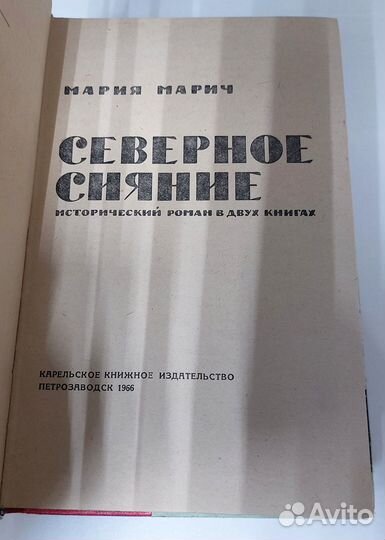 МАРИЯ МАРИЧ
СЕВЕРНОЕ
СИЯНИЕ
ИСТОРИЧЕСКИЙ РОМАН В ДВУХ КНИГАХ
КАРЕЛЬСКОЕ КНИЖНОЕ ИЗДАТЕЛЬСТВО
ПЕТРОЗАВОДСК 1966
Avito